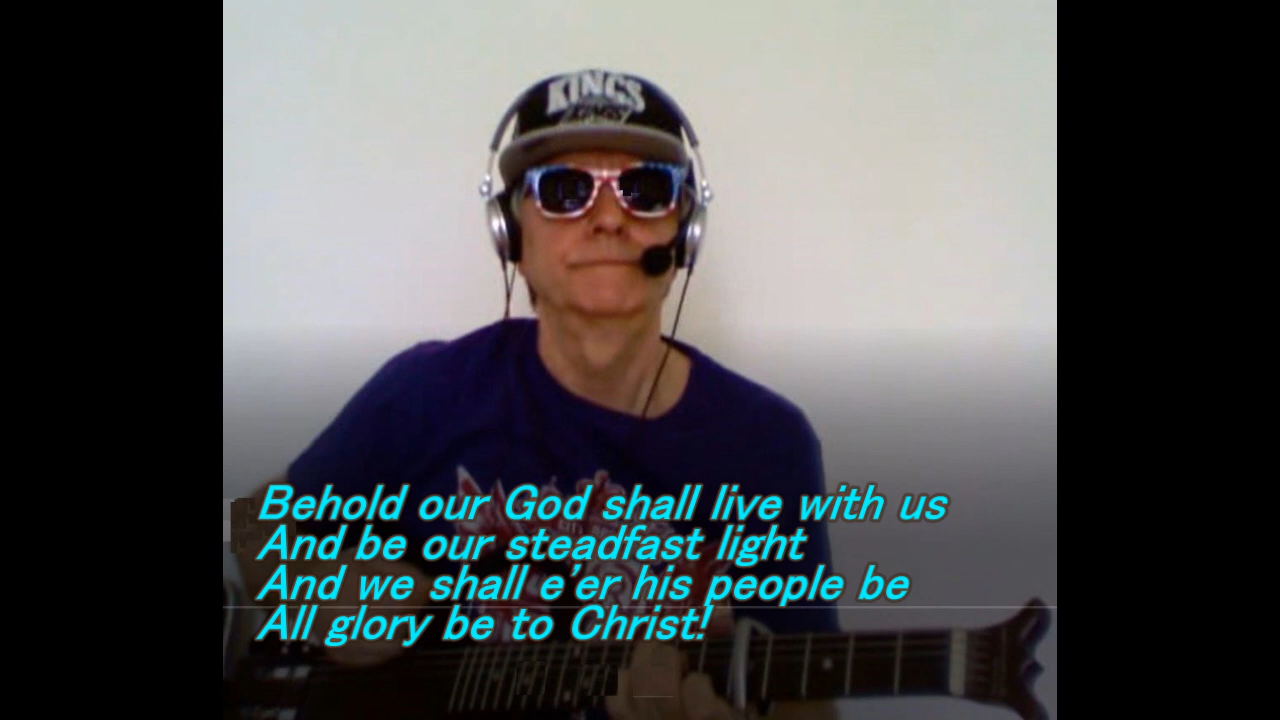 KINGS
KINGS
Behold our God shall live with us
And be our steadfast light
And we shall e'er his people be
All glory be to Christ!